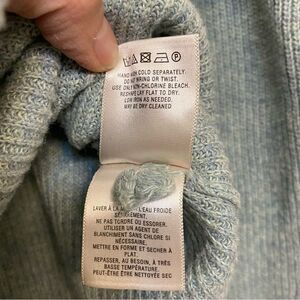 HAND WASH COLD SEPARATELY.
DO NOT WRING OR TWIST.
USE ONLY NON-CHLORINE BLEACH.
RESHAPE LAY FLAT TO DRY.
LOW IRON AS NEEDED.
MAY BE DRY CLEANED
LAVER À LA L'EAU FROIDE
SÉPARÉMENT.
NE PAS TORDRE OU ESSORER.
UTILISER UN AGENT DE
BLANCHIMENT SANS CHLORE SI
NÉCESSAIRE.
METTRE EN FORME ET SECHER À
PLAT.
REPASSER, AU BESOIN, À TRÈS
BASSE TEMPÉRATURE.
PEUT-ÊTRE ÊTRE NETTOYÉ SEC